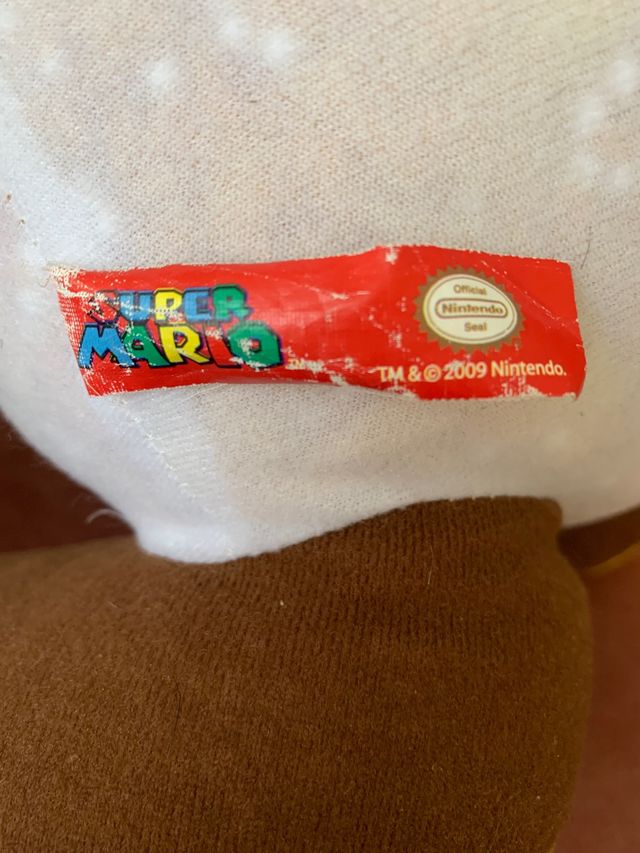 SUPER
MARIO
Official
Nintendo
Seal
TM & © 2009 Nintendo.